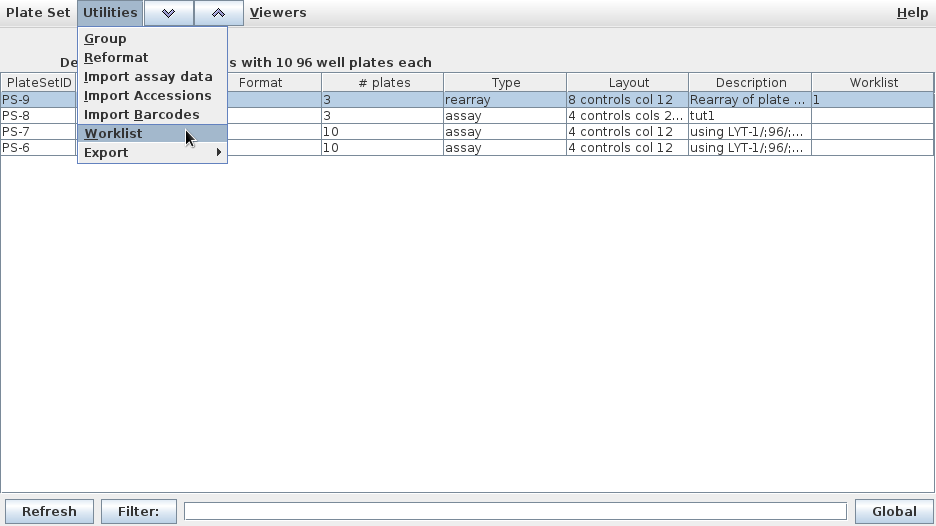 Plate Set Utilities Viewers Help
Group
Reformat
Import assay data
Import Accessions
Import Barcodes
Worklist
Export
with 10 96 well plates each
PlateSetID Format # plates Type Layout Description Worklist
PS-9 3 rearray 8 controls col 12 Rearray of plate ... 1
PS-8 3 assay 4 controls cols 2... tut1
PS-7 10 assay 4 controls col 12 using LYT-1/;96/;...
PS-6 10 assay 4 controls col 12 using LYT-1/;96/;...
Refresh Filter: Global